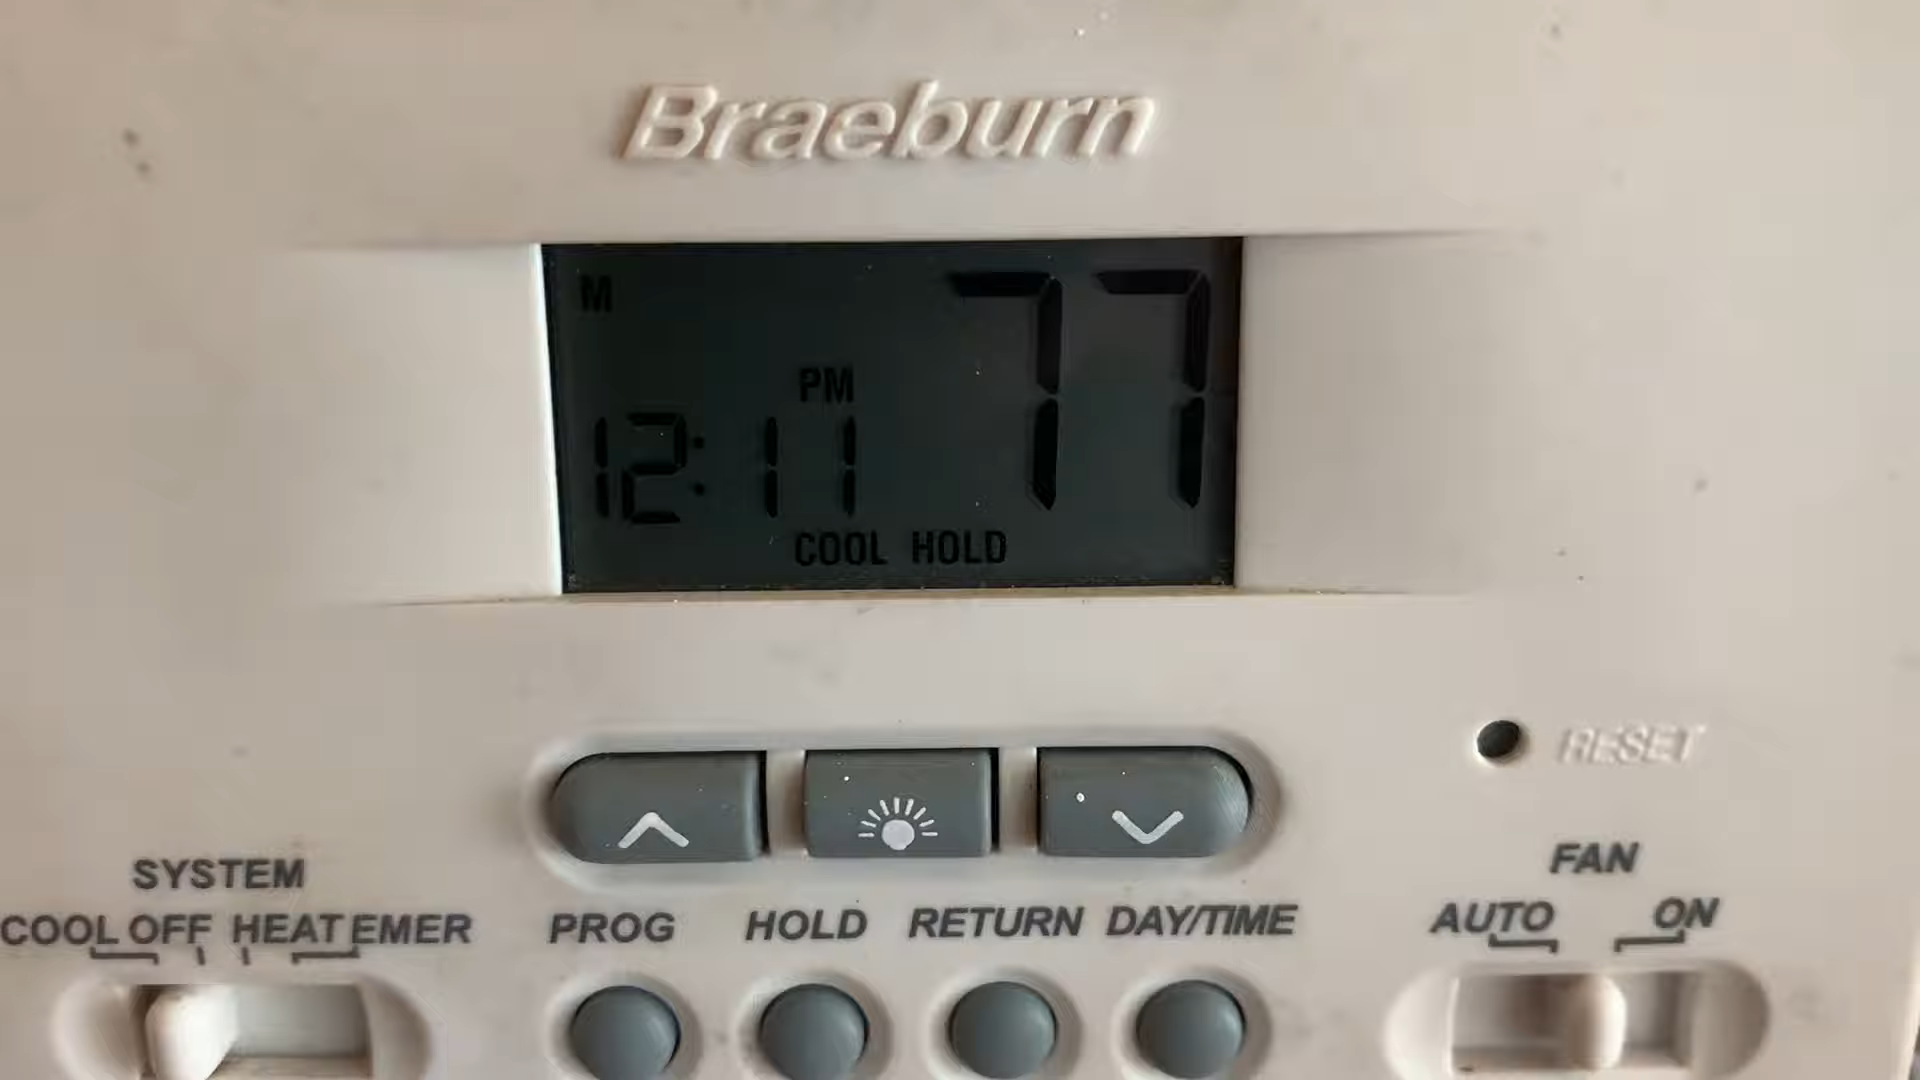 Braeburn
M
77
PM
12:11
COOL HOLD
RESET
SYSTEM
COOL OFF HEAT EMER
PROG HOLD RETURN DAY/TIME
FAN
AUTO ON